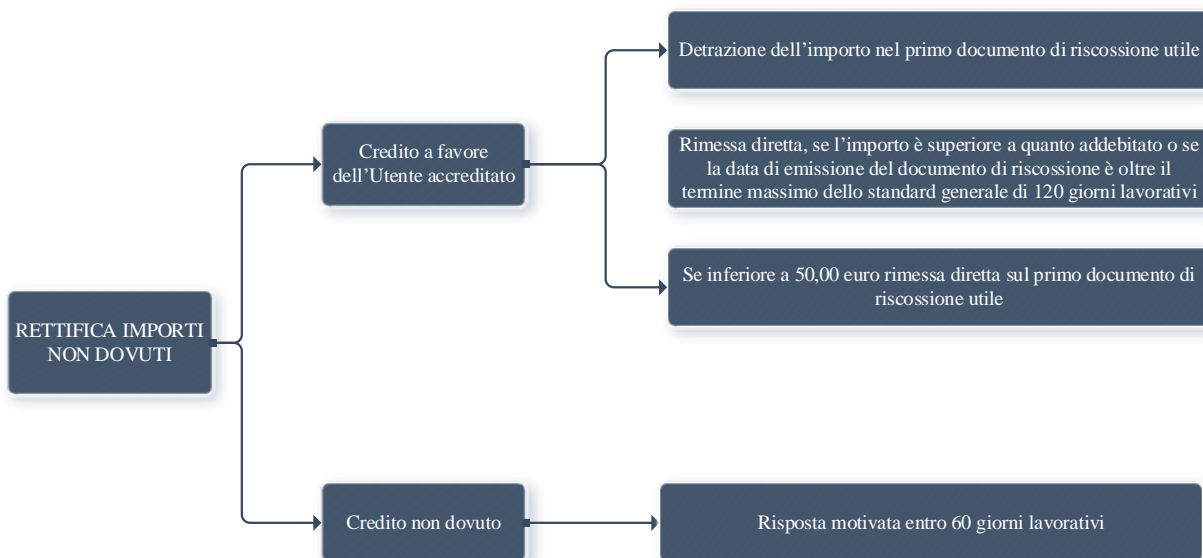 Detrazione dell’importo nel primo documento di riscossione utile
Credito a favore
dell’Utente accreditato
Rimessa diretta, se l’importo è superiore a quanto addebitato o se
la data di emissione del documento di riscossione è oltre il
termine massimo dello standard generale di 120 giorni lavorativi
Se inferiore a 50,00 euro rimessa diretta sul primo documento di
riscossione utile
RETTIFICA IMPORTI
NON DOVUTI
Credito non dovuto
Risposta motivata entro 60 giorni lavorativi